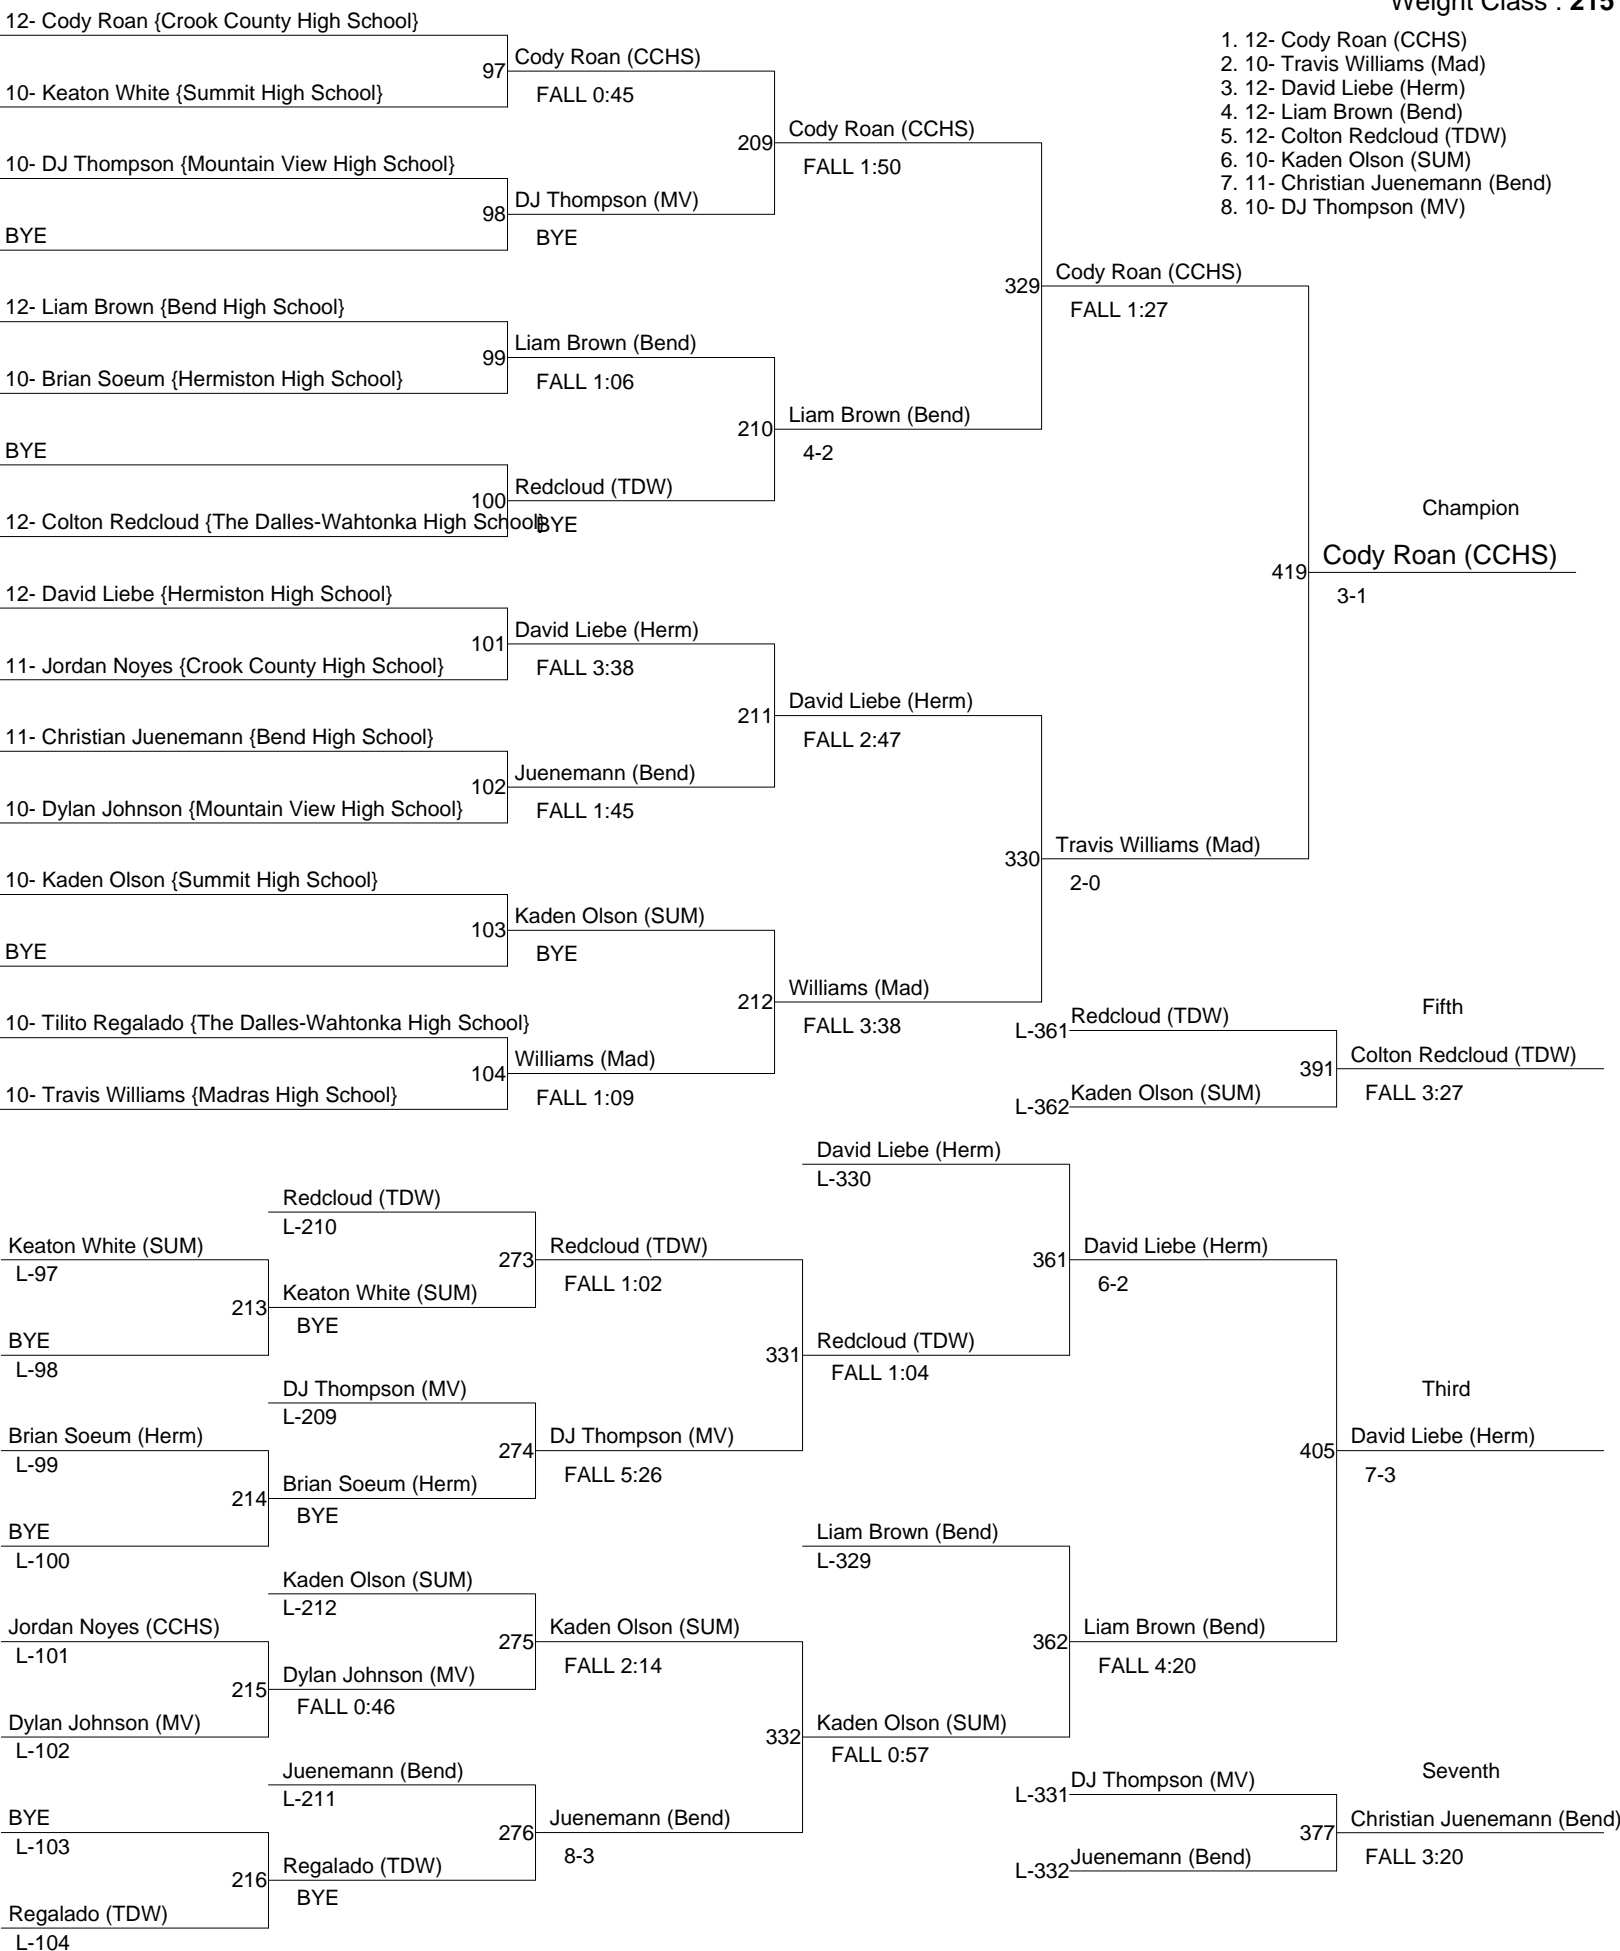 Weight Class : 215
1. 12- Cody Roan (CCHS)
2. 10- Travis Williams (Mad)
3. 12- David Liebe (Herm)
4. 12- Liam Brown (Bend)
5. 12- Colton Redcloud (TDW)
6. 10- Kaden Olson (SUM)
7. 11- Christian Juenemann (Bend)
8. 10- DJ Thompson (MV)
12- Cody Roan {Crook County High School}
10- Keaton White {Summit High School}
10- DJ Thompson {Mountain View High School}
BYE
12- Liam Brown {Bend High School}
10- Brian Soeum {Hermiston High School}
BYE
12- Colton Redcloud {The Dalles-Wahtonka High School}
12- David Liebe {Hermiston High School}
11- Jordan Noyes {Crook County High School}
11- Christian Juenemann {Bend High School}
10- Dylan Johnson {Mountain View High School}
10- Kaden Olson {Summit High School}
BYE
10- Tilito Regalado {The Dalles-Wahtonka High School}
10- Travis Williams {Madras High School}
97
Cody Roan (CCHS)
FALL 0:45
98
DJ Thompson (MV)
BYE
99
Liam Brown (Bend)
FALL 1:06
100
Redcloud (TDW)
BYE
101
David Liebe (Herm)
FALL 3:38
102
Juenemann (Bend)
FALL 1:45
103
Kaden Olson (SUM)
BYE
104
Williams (Mad)
FALL 1:09
209
Cody Roan (CCHS)
FALL 1:50
210
Liam Brown (Bend)
4-2
211
David Liebe (Herm)
FALL 2:47
212
Williams (Mad)
FALL 3:38
329
Cody Roan (CCHS)
FALL 1:27
330
Travis Williams (Mad)
2-0
Champion
419
Cody Roan (CCHS)
3-1
Fifth
L-361
Redcloud (TDW)
L-362
Kaden Olson (SUM)
391
Colton Redcloud (TDW)
FALL 3:27
Keaton White (SUM)
L-97
BYE
L-98
Brian Soeum (Herm)
L-99
BYE
L-100
Jordan Noyes (CCHS)
L-101
Dylan Johnson (MV)
L-102
BYE
L-103
Regalado (TDW)
L-104
Redcloud (TDW)
L-210
213
Keaton White (SUM)
BYE
DJ Thompson (MV)
L-209
214
Brian Soeum (Herm)
BYE
Kaden Olson (SUM)
L-212
215
Dylan Johnson (MV)
FALL 0:46
Juenemann (Bend)
L-211
216
Regalado (TDW)
BYE
273
Redcloud (TDW)
FALL 1:02
274
DJ Thompson (MV)
FALL 5:26
275
Kaden Olson (SUM)
FALL 2:14
276
Juenemann (Bend)
8-3
David Liebe (Herm)
L-330
331
Redcloud (TDW)
FALL 1:04
Liam Brown (Bend)
L-329
332
Kaden Olson (SUM)
FALL 0:57
361
David Liebe (Herm)
6-2
362
Liam Brown (Bend)
FALL 4:20
Third
405
David Liebe (Herm)
7-3
Seventh
L-331
DJ Thompson (MV)
L-332
Juenemann (Bend)
377
Christian Juenemann (Bend)
FALL 3:20